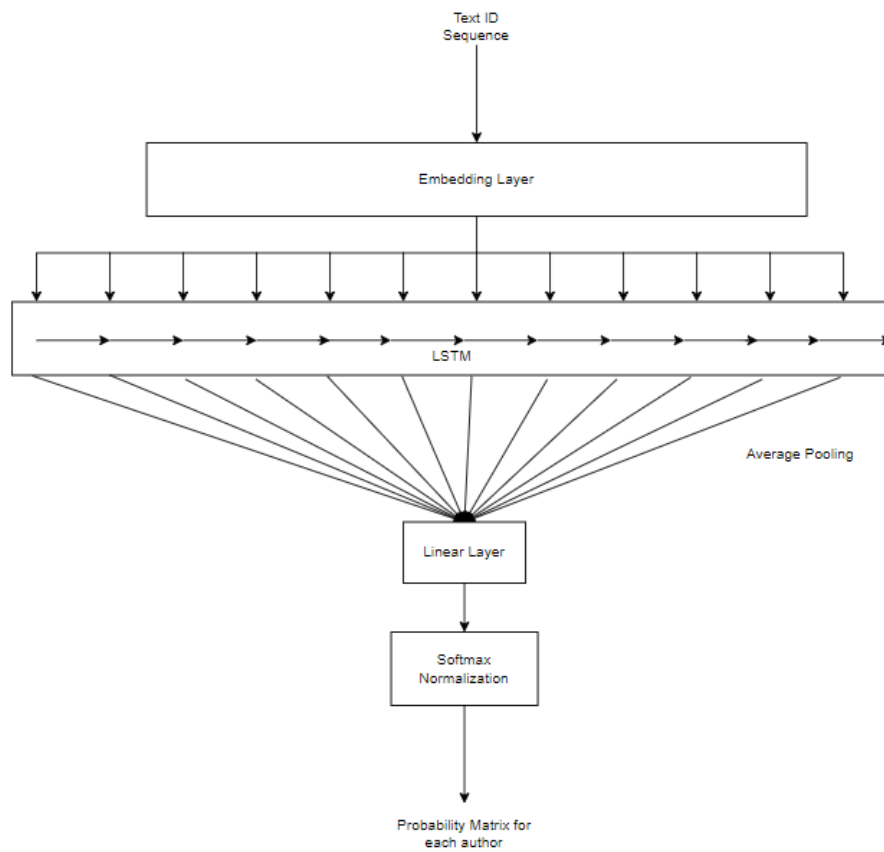 Text ID
Sequence
Embedding Layer
LSTM
Average Pooling
Linear Layer
Softmax
Normalization
Probability Matrix for
each author